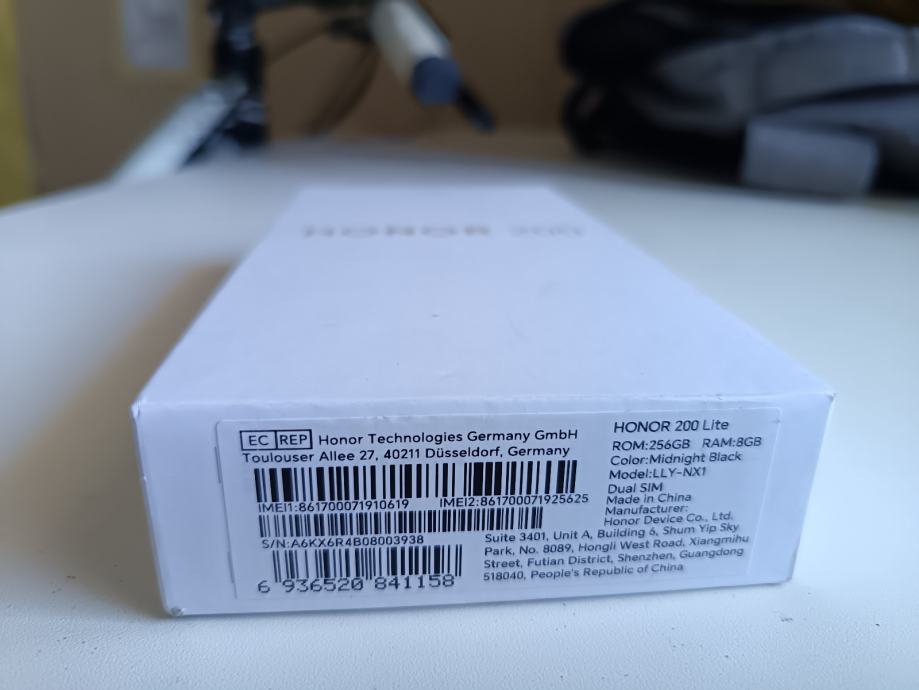 HONOR 200
EC REP Honor Technologies Germany GmbH
Toulouser Allee 27, 40211 Düsseldorf, Germany
IMEI1:861700071910619 IMEI2:861700071925625
S/N:A6KX6R4B08003938
6 936520 841158
HONOR 200 Lite
ROM:256GB RAM:8GB
Color:Midnight Black
Model:LLY-NX1
Dual SIM
Made in China
Manufacturer:
Honor Device Co., Ltd.
Suite 3401, Unit A, Building 6, Shum Yip Sky
Park, No. 8089, Hongli West Road, Xiangmihu
Street, Futian District, Shenzhen, Guangdong
518040, People's Republic of China